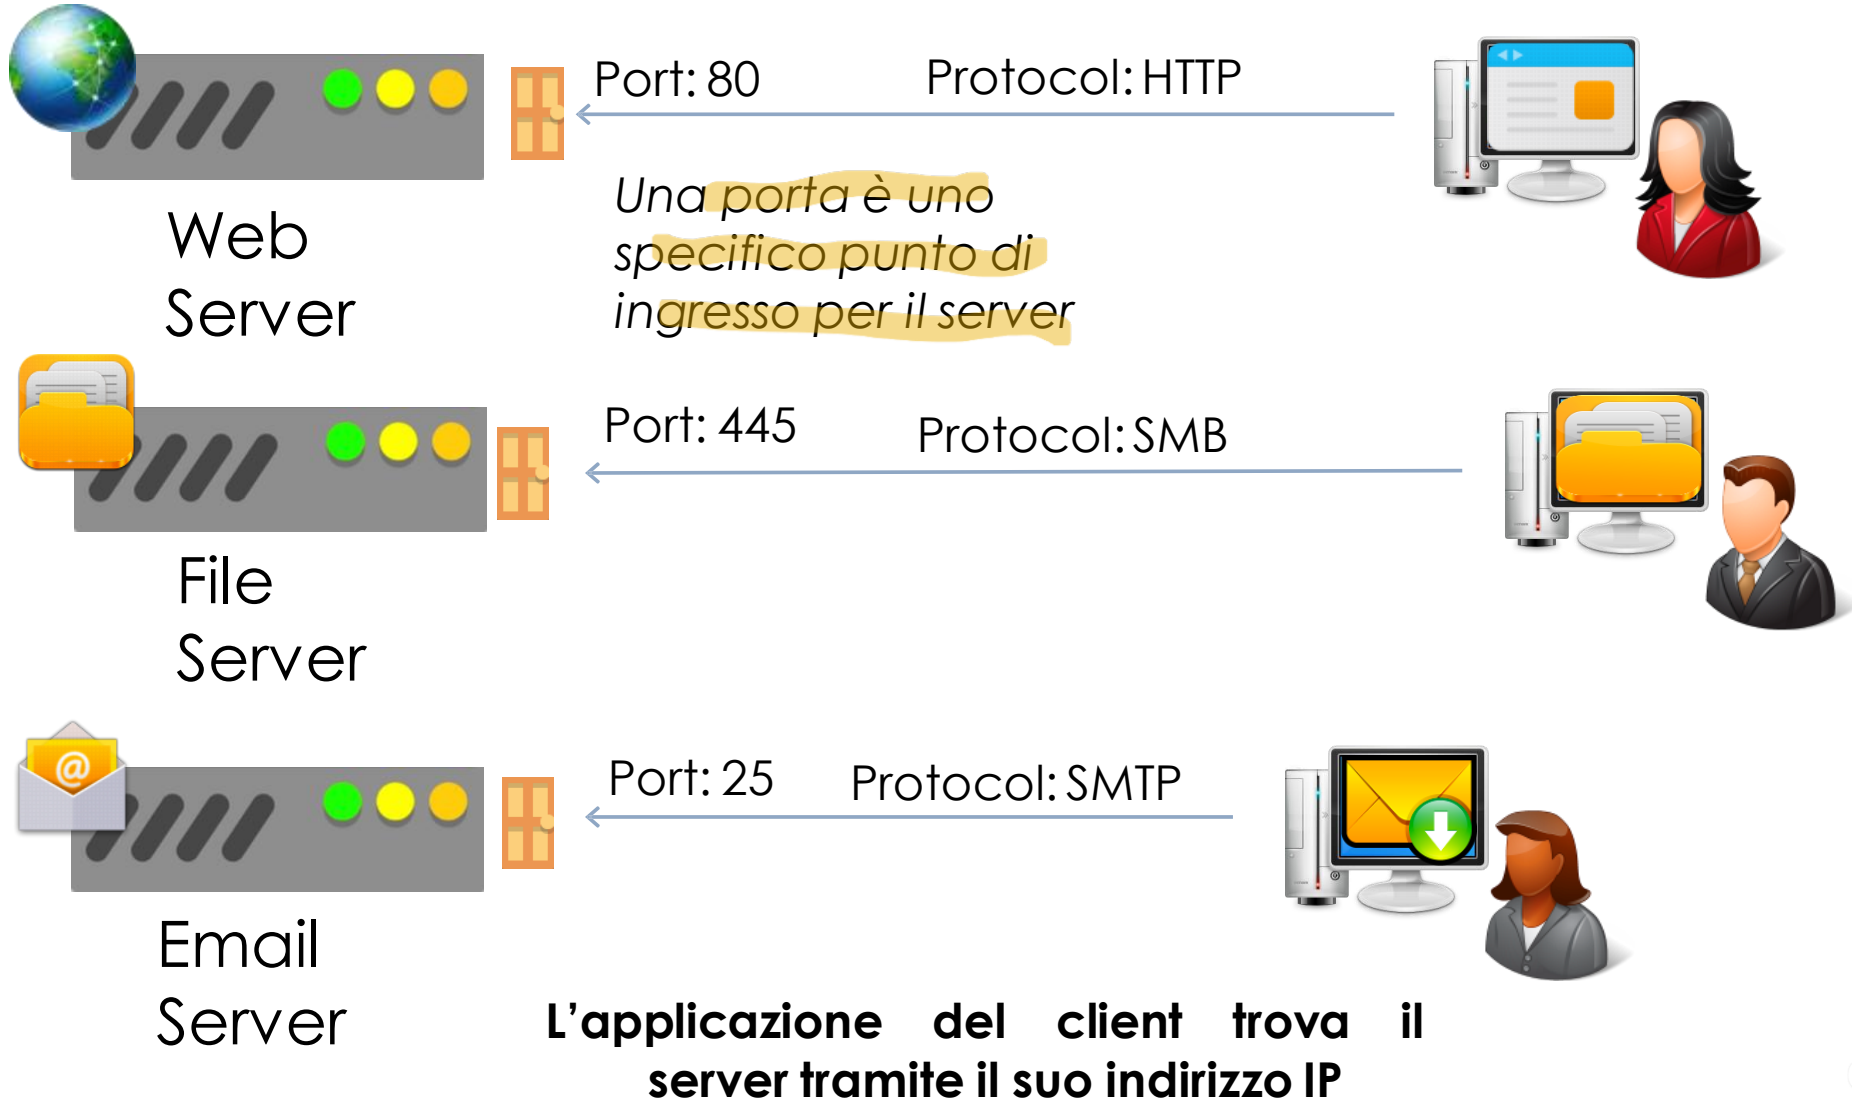 Port: 80
Protocol: HTTP
Una porta è uno
specifico punto di
ingresso per il server
Web
Server
Port: 445
Protocol: SMB
File
Server
@
Port: 25
Protocol: SMTP
Email
Server
L’applicazione del client trova il
server tramite il suo indirizzo IP